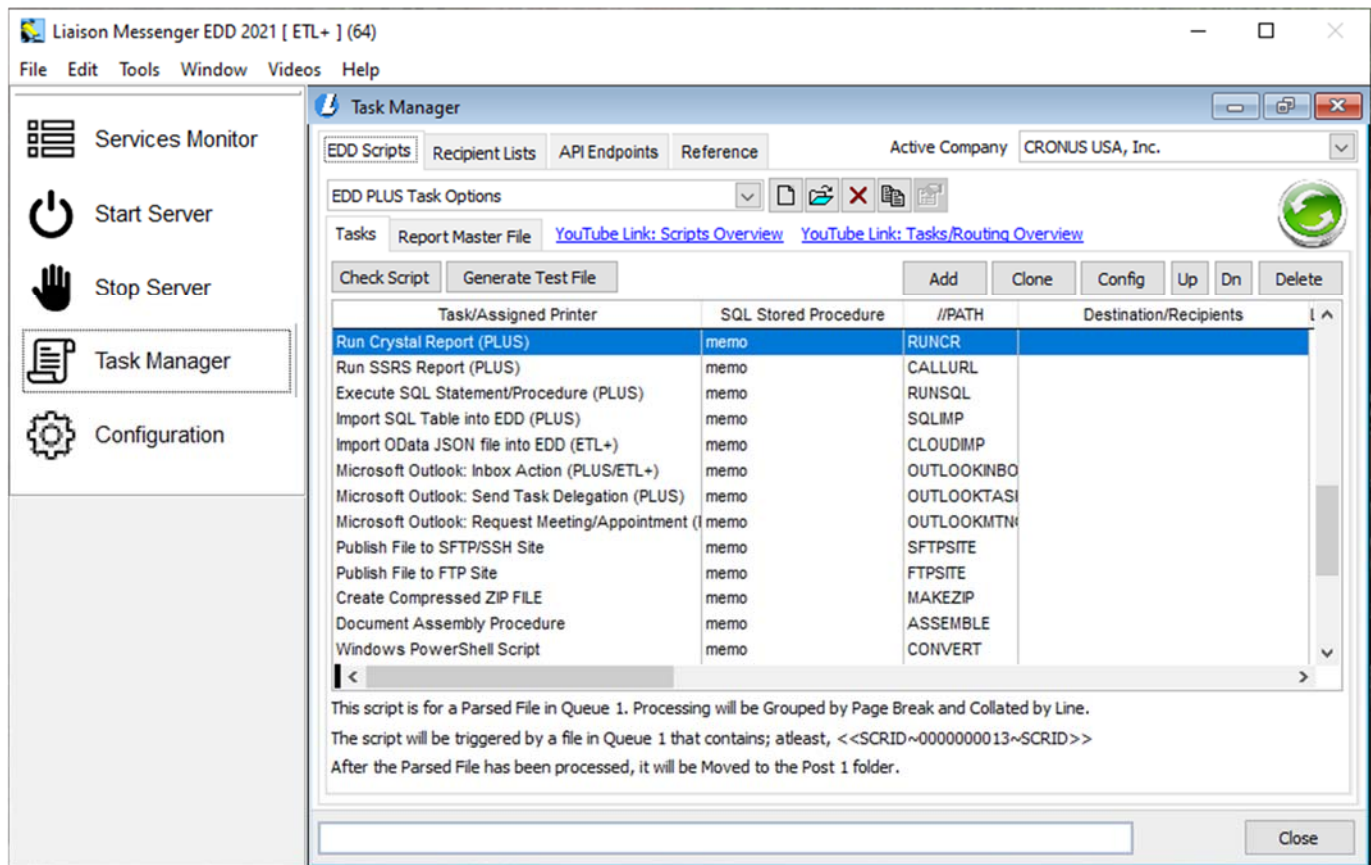 Liaison Messenger EDD 2021 [ ETL+ ] (64)
File Edit Tools Window Videos Help
Services Monitor
Start Server
Stop Server
Task Manager
Configuration
Task Manager
EDD Scripts Recipient Lists API Endpoints Reference Active Company CRONUS USA, Inc.
EDD PLUS Task Options
Tasks Report Master File YouTube Link: Scripts Overview YouTube Link: Tasks/Routing Overview
Check Script Generate Test File Add Clone Config Up Dn Delete
Task/Assigned Printer SQL Stored Procedure //PATH Destination/Recipients
Run Crystal Report (PLUS) memo RUNCR
Run SSRS Report (PLUS) memo CALLURL
Execute SQL Statement/Procedure (PLUS) memo RUNSQL
Import SQL Table into EDD (PLUS) memo SQLIMP
Import OData JSON file into EDD (ETL+) memo CLOUDIMP
Microsoft Outlook: Inbox Action (PLUS/ETL+) memo OUTLOOKINBO
Microsoft Outlook: Send Task Delegation (PLUS) memo OUTLOOKTAS
Microsoft Outlook: Request Meeting/Appointment ( memo OUTLOOKMTN
Publish File to SFTP/SSH Site memo SFTPSITE
Publish File to FTP Site memo FTPSITE
Create Compressed ZIP FILE memo MAKEZIP
Document Assembly Procedure memo ASSEMBLE
Windows PowerShell Script memo CONVERT
This script is for a Parsed File in Queue 1. Processing will be Grouped by Page Break and Collated by Line.
The script will be triggered by a file in Queue 1 that contains; atleast, <<SCRID~0000000013~SCRID>>
After the Parsed File has been processed, it will be Moved to the Post 1 folder.
Close